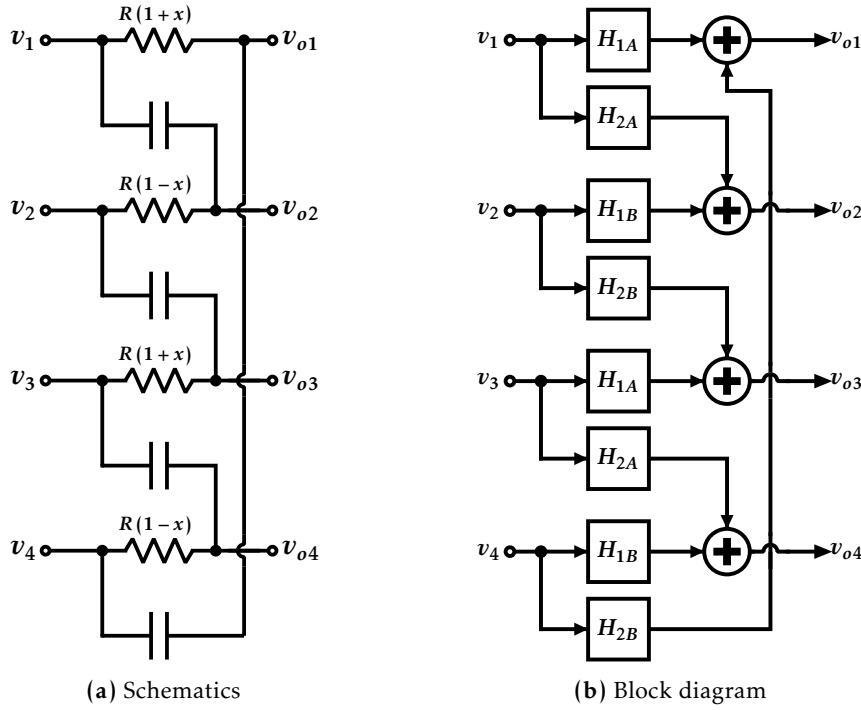 R(1+x)
v1 vo1
R(1−x)
v2 vo2
R(1+x)
v3 vo3
R(1−x)
v4 vo4
(a) Schematics
v1 H1A vo1
H2A
v2 H1B vo2
H2B
v3 H1A vo3
H2A
v4 H1B vo4
H2B
(b) Block diagram